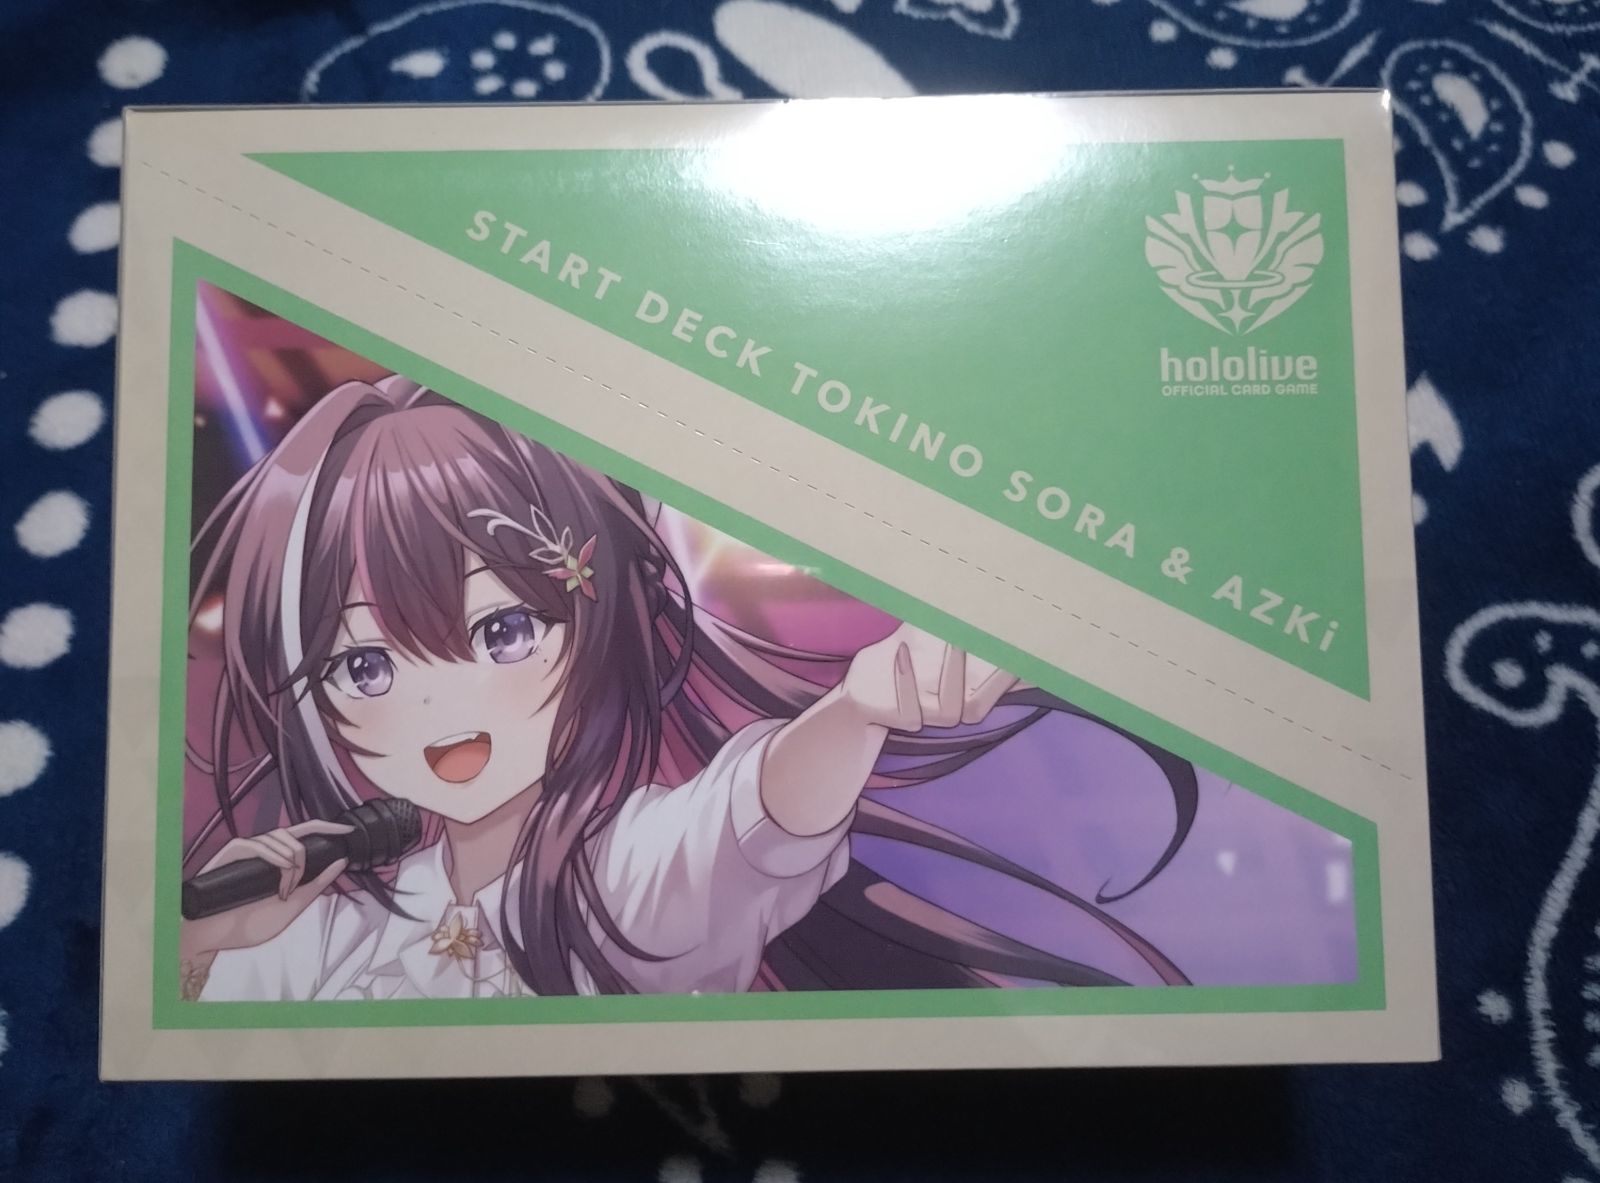 START DECK TOKINO SORA & AZKi
hololive
OFFICIAL CARD GAME